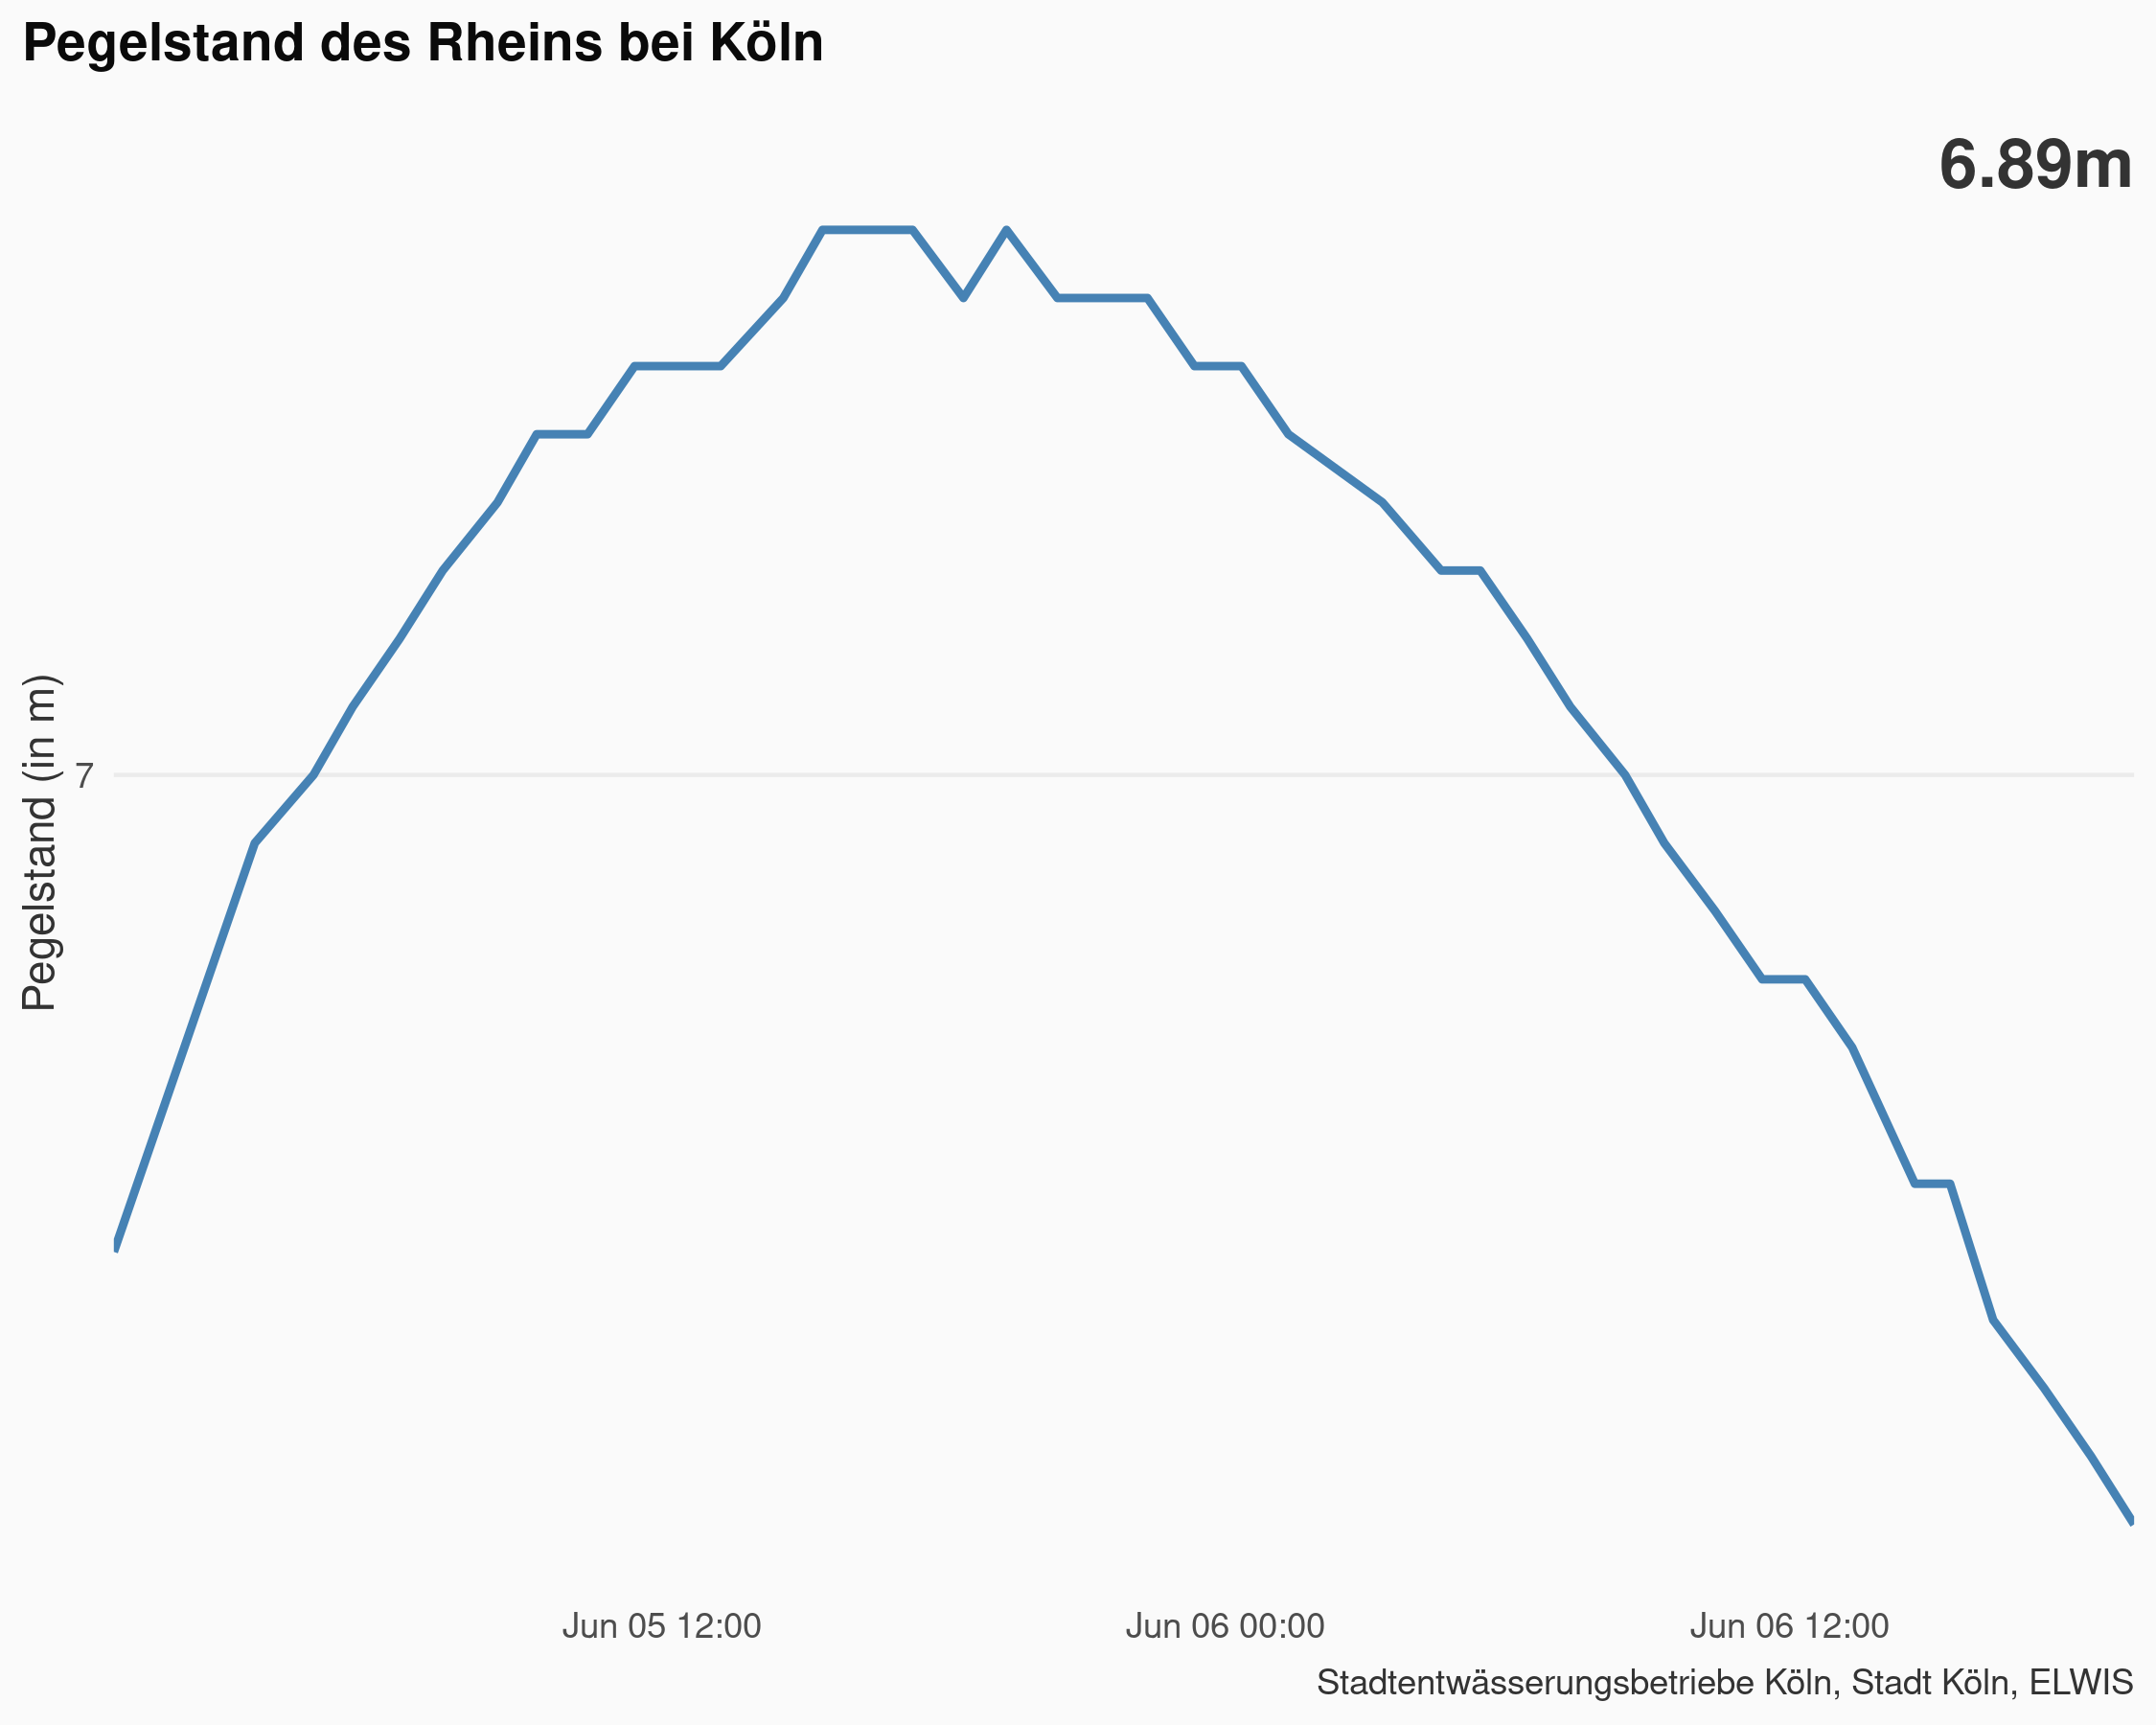 Pegelstand des Rheins bei Köln
6.89m
Pegelstand (in m)
7
Jun 05 12:00
Jun 06 00:00
Jun 06 12:00
Stadtentwässerungsbetriebe Köln, Stadt Köln, ELWIS